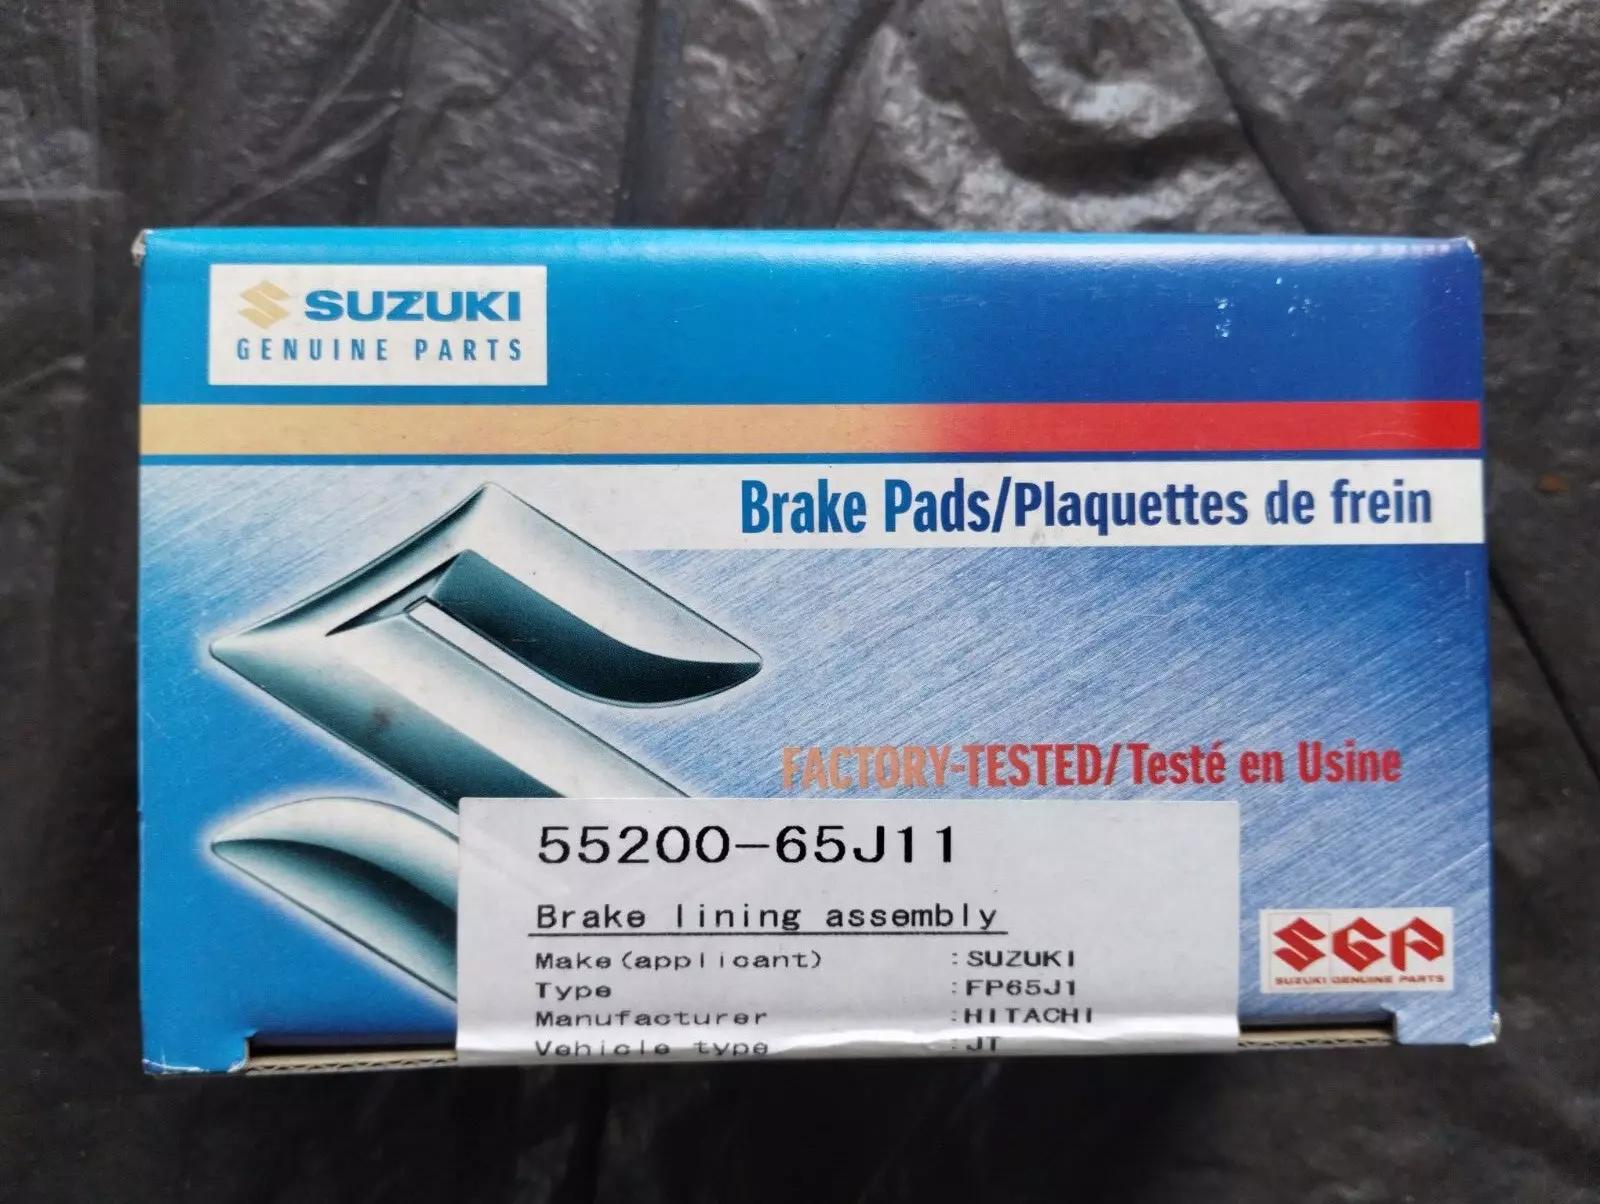 SUZUKI
GENUINE PARTS
Brake Pads/Plaquettes de frein
FACTORY-TESTED/Testé en Usine
55200-65J11
Brake lining assembly
Make(applicant) :SUZUKI
Type :FP65J1
Manufacturer :HITACHI
Vehicle type :JT
SGP
SUZUKI GENUINE PARTS